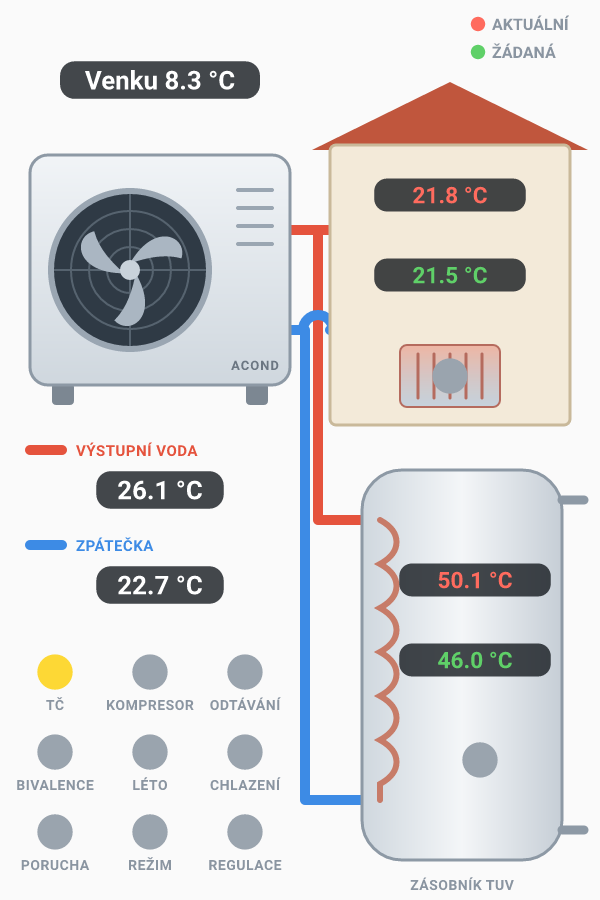 AKTUÁLNÍ
ŽÁDANÁ
Venku 8.3 °C
21.8 °C
21.5 °C
ACOND
VÝSTUPNÍ VODA
26.1 °C
ZPÁTEČKA
22.7 °C
50.1 °C
46.0 °C
TČ KOMPRESOR ODTÁVÁNÍ
BIVALENCE LÉTO CHLAZENÍ
PORUCHA REŽIM REGULACE
ZÁSOBNÍK TUV